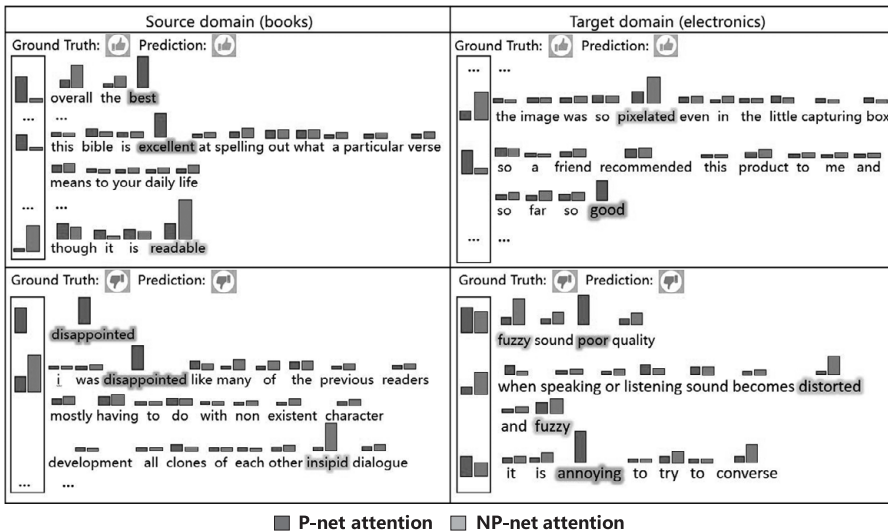 Source domain (books)
Target domain (electronics)
Ground Truth: Prediction:
overall the best
... ...
this bible is excellent at spelling out what a particular verse
means to your daily life
... ...
though it is readable
Ground Truth: Prediction:
... ...
the image was so pixelated even in the little capturing box
so a friend recommended this product to me and
so far so good
... ...
Ground Truth: Prediction:
disappointed
i was disappointed like many of the previous readers
mostly having to do with non existent character
development all clones of each other insipid dialogue
... ...
Ground Truth: Prediction:
fuzzy sound poor quality
when speaking or listening sound becomes distorted
and fuzzy
it is annoying to try to converse
P-net attention NP-net attention